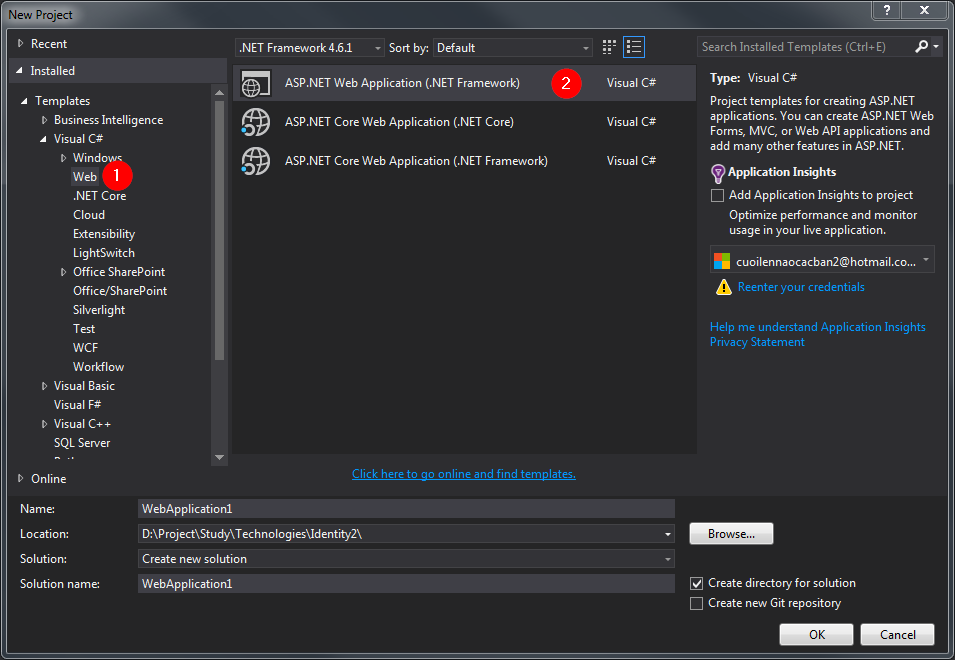 New Project
?
Recent
.NET Framework 4.6.1
Sort by:
Default
Search Installed Templates (Ctrl+E)
Installed
Templates
Business Intelligence
Visual C#
Windows
Web
1
.NET Core
Cloud
Extensibility
LightSwitch
Office SharePoint
Office/SharePoint
Silverlight
Test
WCF
Workflow
Visual Basic
Visual F#
Visual C++
SQL Server
Online
ASP.NET Web Application (.NET Framework)
2
Visual C#
ASP.NET Core Web Application (.NET Core)
Visual C#
ASP.NET Core Web Application (.NET Framework)
Visual C#
Click here to go online and find templates.
Type: Visual C#
Project templates for creating ASP.NET
applications. You can create ASP.NET Web
Forms, MVC, or Web API applications and
add many other features in ASP.NET.
Application Insights
Add Application Insights to project
Optimize performance and monitor
usage in your live application.
cuoilennaocacban2@hotmail.co...
Reenter your credentials
Help me understand Application Insights
Privacy Statement
Name:
WebApplication1
Location:
D:\Project\Study\Technologies\Identity2\
Browse...
Solution:
Create new solution
Solution name:
WebApplication1
Create directory for solution
Create new Git repository
OK
Cancel